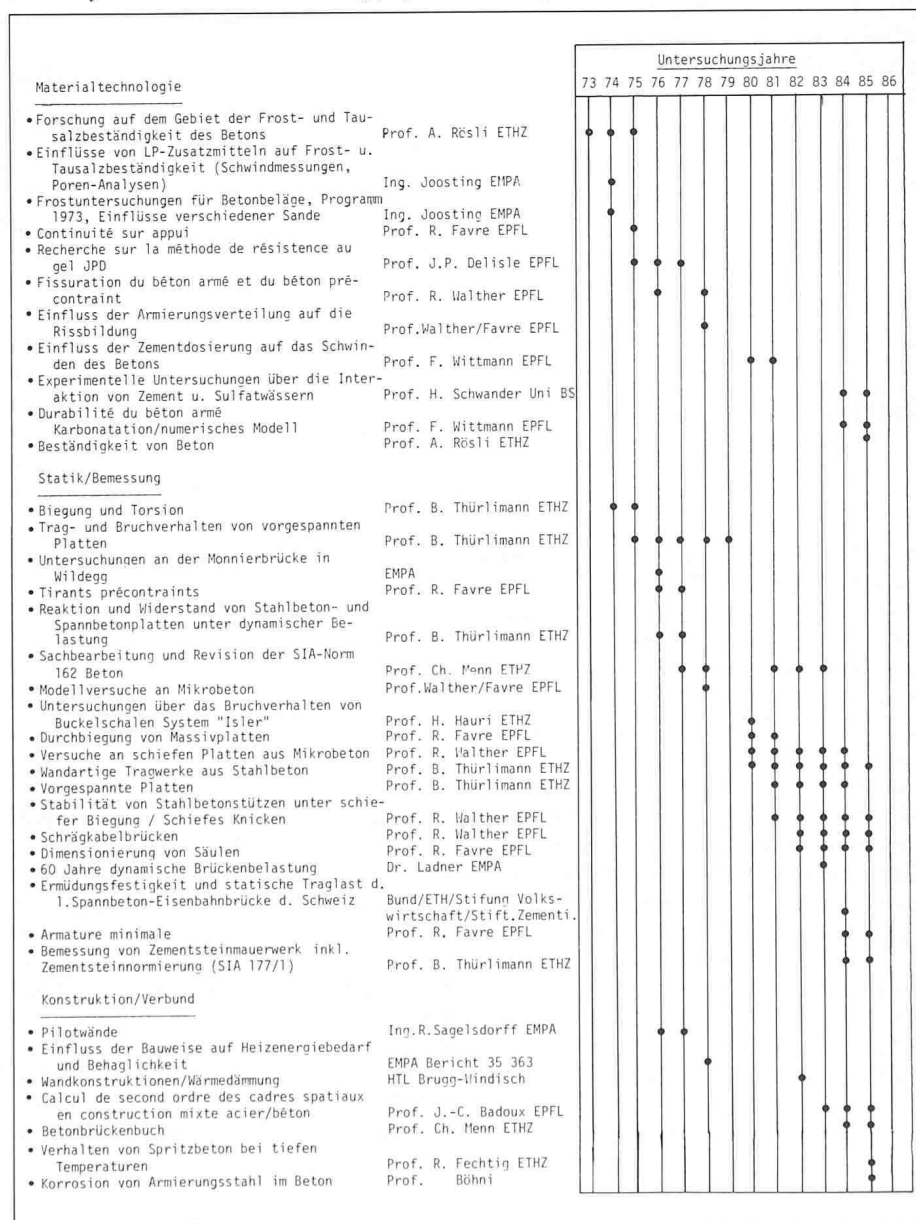 Untersuchungsjahre
73 74 75 76 77 78 79 80 81 82 83 84 85 86
Materialtechnologie
• Forschung auf dem Gebiet der Frost- und Tau-
salzbeständigkeit des Betons Prof. A. Rösli ETHZ
• Einflüsse von LP-Zusatzmitteln auf Frost- u.
Tausalzbeständigkeit (Schwindmessungen,
Poren-Analysen) Ing. Joosting EMPA
• Frostuntersuchungen für Betonbeläge, Programm
1973, Einflüsse verschiedener Sande Ing. Joosting EMPA
• Continuité sur appui Prof. R. Favre EPFL
• Recherche sur la méthode de résistence au
gel JPD Prof. J.P. Delisle EPFL
• Fissuration du béton armé et du béton pré-
contraint Prof. R. Walther EPFL
• Einfluss der Armierungsverteilung auf die
Rissbildung Prof.Walther/Favre EPFL
• Einfluss der Zementdosierung auf das Schwin-
den des Betons Prof. F. Wittmann EPFL
• Experimentelle Untersuchungen über die Inter-
aktion von Zement u. Sulfatwässern Prof. H. Schwander Uni BS
• Durabilité du béton armé
Karbonatation/numerisches Modell Prof. F. Wittmann EPFL
• Beständigkeit von Beton Prof. A. Rösli ETHZ
Statik/Bemessung
• Biegung und Torsion Prof. B. Thürlimann ETHZ
• Trag- und Bruchverhalten von vorgespannten
Platten Prof. B. Thürlimann ETHZ
• Untersuchungen an der Monnierbrücke in
Wildegg EMPA
• Tirants précontraints Prof. R. Favre EPFL
• Reaktion und Widerstand von Stahlbeton- und
Spannbetonplatten unter dynamischer Be-
lastung Prof. B. Thürlimann ETHZ
• Sachbearbeitung und Revision der SIA-Norm
162 Beton Prof. Ch. Menn ETHZ
• Modellversuche an Mikrobeton Prof.Walther/Favre EPFL
• Untersuchungen über das Bruchverhalten von
Buckelschalen System "Isler" Prof. H. Hauri ETHZ
• Durchbiegung von Massivplatten Prof. R. Favre EPFL
• Versuche an schiefen Platten aus Mikrobeton Prof. R. Walther EPFL
• Wandartige Tragwerke aus Stahlbeton Prof. B. Thürlimann ETHZ
• Vorgespannte Platten Prof. B. Thürlimann ETHZ
• Stabilität von Stahlbetonstützen unter schie-
fer Biegung / Schiefes Knicken Prof. R. Walther EPFL
• Schrägkabelbrücken Prof. R. Walther EPFL
• Dimensionierung von Säulen Prof. R. Favre EPFL
• 60 Jahre dynamische Brückenbelastung Dr. Ladner EMPA
• Ermüdungsfestigkeit und statische Traglast d.
1.Spannbeton-Eisenbahnbrücke d. Schweiz Bund/ETH/Stifung Volks-
wirtschaft/Stift.Zementi.
• Armature minimale Prof. R. Favre EPFL
• Bemessung von Zementsteinmauerwerk inkl.
Zementsteinnormierung (SIA 177/1) Prof. B. Thürlimann ETHZ
Konstruktion/Verbund
• Pilotwände Ing.R.Sagelsdorff EMPA
• Einfluss der Bauweise auf Heizenergiebedarf
und Behaglichkeit EMPA Bericht 35 363
• Wandkonstruktionen/Wärmedämmung HTL Brugg-Windisch
• Calcul de second ordre des cadres spatiaux
en construction mixte acier/béton Prof. J.-C. Badoux EPFL
• Betonbrückenbuch Prof. Ch. Menn ETHZ
• Verhalten von Spritzbeton bei tiefen
Temperaturen Prof. R. Fechtig ETHZ
• Korrosion von Armierungsstahl im Beton Prof. Böhni